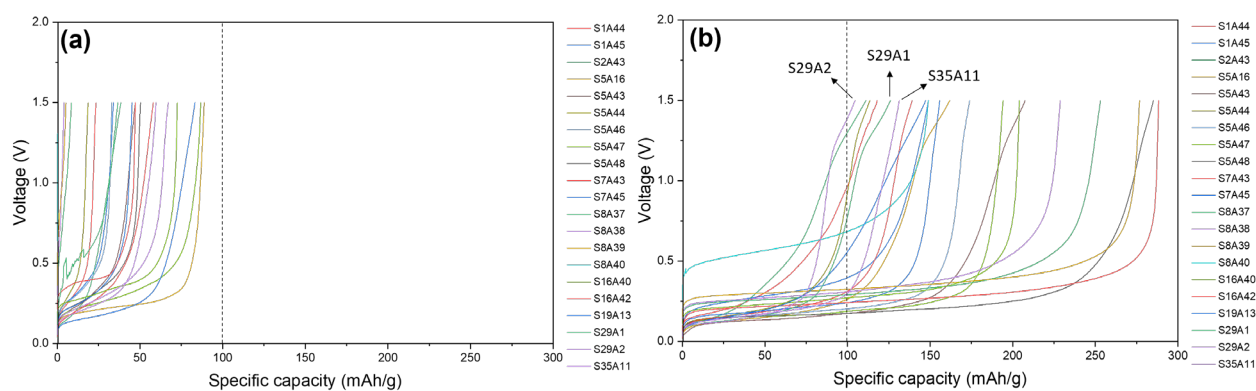 (a)
2.0
1.5
1.0
0.5
0.0
Voltage (V)
0
50
100
150
200
250
300
Specific capacity (mAh/g)
S1A44
S1A45
S2A43
S5A16
S5A43
S5A44
S5A46
S5A47
S5A48
S7A43
S7A45
S8A37
S8A38
S8A39
S8A40
S16A40
S16A42
S19A13
S29A1
S29A2
S35A11
(b)
S29A2
S29A1
S35A11
2.0
1.5
1.0
0.5
0.0
Voltage (V)
0
50
100
150
200
250
300
Specific capacity (mAh/g)
S1A44
S1A45
S2A43
S5A16
S5A43
S5A44
S5A46
S5A47
S5A48
S7A43
S7A45
S8A37
S8A38
S8A39
S8A40
S16A40
S16A42
S19A13
S29A1
S29A2
S35A11